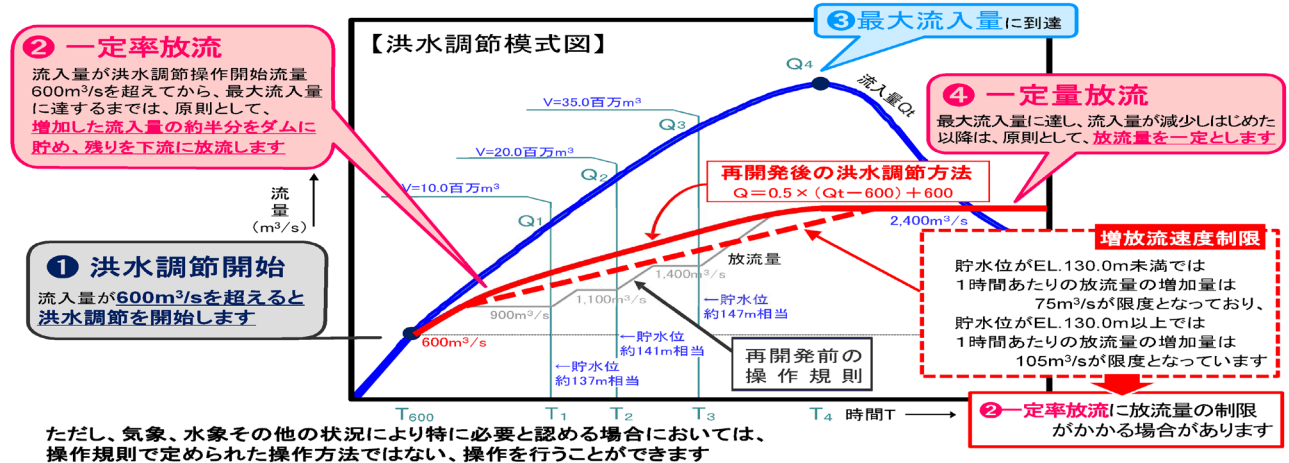 【洪水調節模式図】
❸最大流入量に到達
❷ 一定率放流
流入量が洪水調節操作開始流量
600m³/sを超えてから、最大流入量
に達するまでは、原則として、
増加した流入量の約半分をダムに
貯め、残りを下流に放流します
❹ 一定量放流
最大流入量に達し、流入量が減少しはじめた
以降は、原則として、放流量を一定とします
Q4
流入量Qt
V=35.0百万m³
Q3
V=20.0百万m³
Q2
V=10.0百万m³
Q1
再開発後の洪水調節方法
Q=0.5×(Qt−600)+600
流
量
(m³/s)
2,400m³/s
❶ 洪水調節開始
流入量が600m³/sを超えると
洪水調節を開始します
放流量
1,400m³/s
1,100m³/s
900m³/s
600m³/s
←貯水位
約147m相当
←貯水位
約141m相当
←貯水位
約137m相当
再開発前の
操作規則
増放流速度制限
貯水位がEL.130.0m未満では
1時間あたりの放流量の増加量は
75m³/sが限度となっており、
貯水位がEL.130.0m以上では
1時間あたりの放流量の増加量は
105m³/sが限度となっています
T600
T1
T2
T3
T4
時間T
❷一定率放流に放流量の制限
がかかる場合があります
ただし、気象、水象その他の状況により特に必要と認める場合においては、
操作規則で定められた操作方法ではない、操作を行うことができます